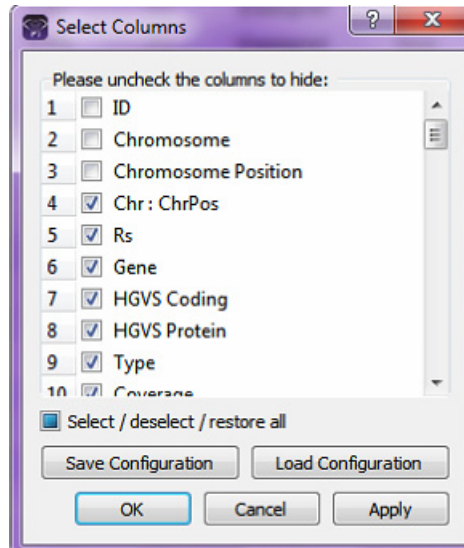 Select Columns
?
Please uncheck the columns to hide:
1 ID
2 Chromosome
3 Chromosome Position
4 Chr : ChrPos
5 Rs
6 Gene
7 HGVS Coding
8 HGVS Protein
9 Type
10 Coverage
Select / deselect / restore all
Save Configuration Load Configuration
OK Cancel Apply